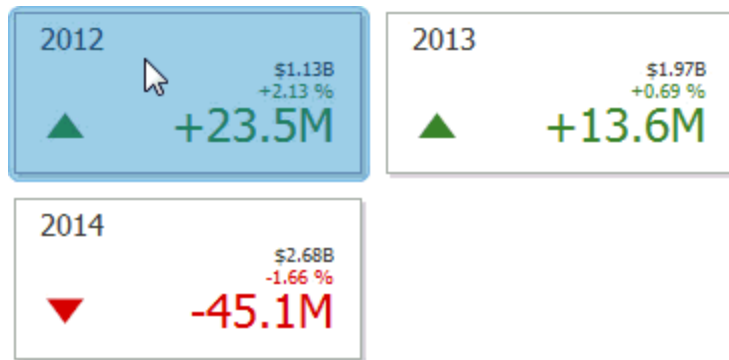 2012
$1.13B
+2.13 %
+23.5M
2013
$1.97B
+0.69 %
+13.6M
2014
$2.68B
-1.66 %
-45.1M